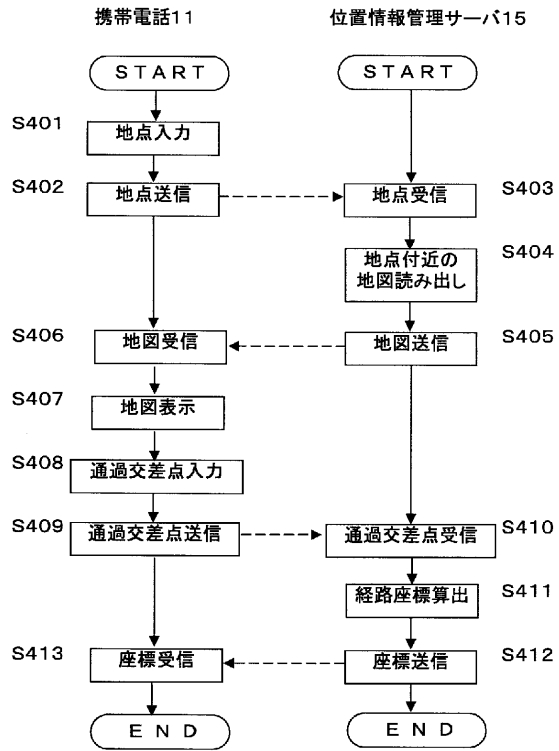 携帯電話11
位置情報管理サーバ15
START
START
S401
地点入力
S402
地点送信
地点受信
S403
地点付近の
地図読み出し
S404
S406
地図受信
地図送信
S405
S407
地図表示
S408
通過交差点入力
S409
通過交差点送信
通過交差点受信
S410
経路座標算出
S411
S413
座標受信
座標送信
S412
END
END